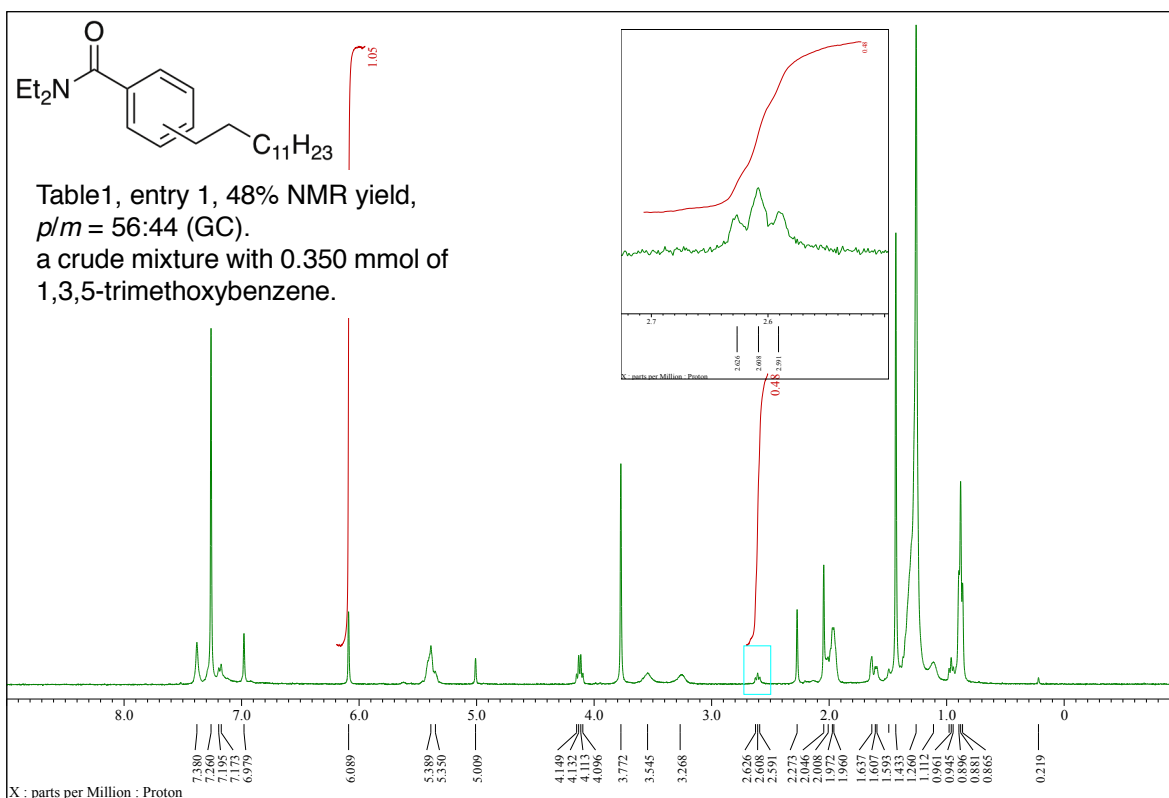 O
Et2N
C11H23
Table1, entry 1, 48% NMR yield,
p/m = 56:44 (GC).
a crude mixture with 0.350 mmol of
1,3,5-trimethoxybenzene.
1.05
0.48
2.7 2.6
2.626 2.608 2.591
X : parts per Million : Proton
0.48
8.0 7.0 6.0 5.0 4.0 3.0 2.0 1.0 0
7.380 7.260 7.195 7.173 6.979 6.089 5.389 5.350 5.009 4.149 4.132 4.113 4.096 3.772 3.545 3.268 2.626 2.608 2.591 2.273 2.046 2.008 1.972 1.960 1.637 1.607 1.593 1.433 1.260 1.112 0.961 0.945 0.896 0.881 0.865 0.219
X : parts per Million : Proton